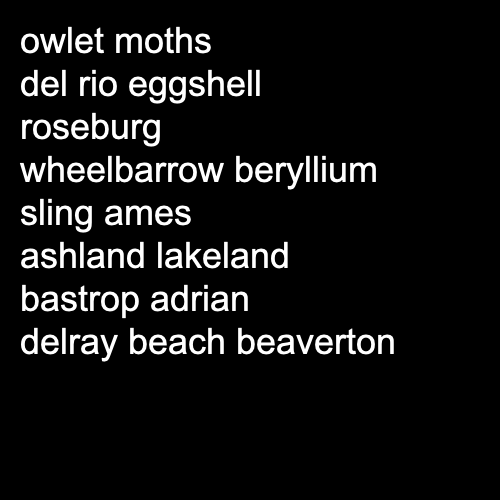 owlet moths
del rio eggshell
roseburg
wheelbarrow beryllium
sling ames
ashland lakeland
bastrop adrian
delray beach beaverton